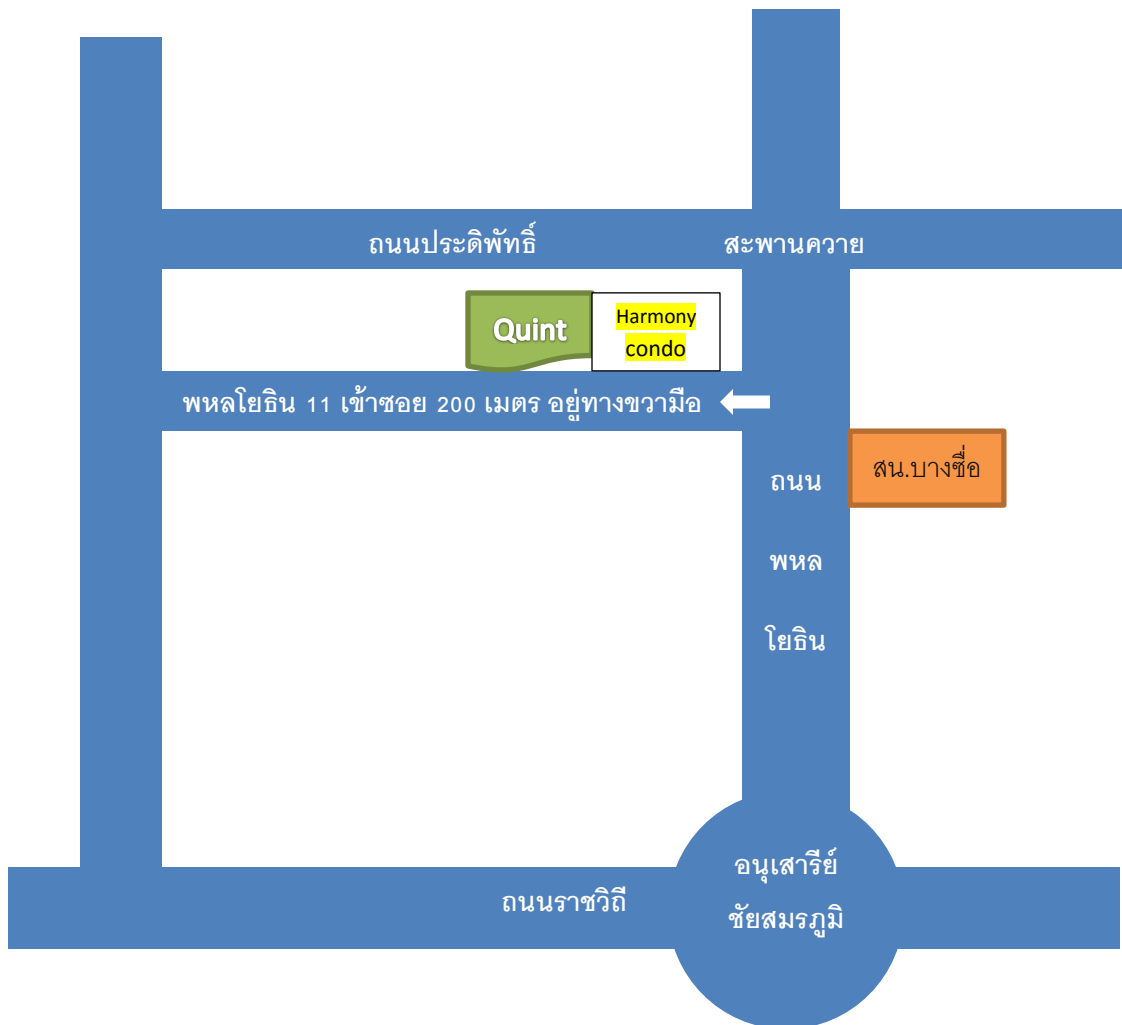 ถนนประดิพัทธิ์
สะพานควาย
Quint
Harmony
condo
พหลโยธิน 11 เข้าซอย 200 เมตร อยู่ทางขวามือ
สน.บางซื่อ
ถนน
พหล
โยธิน
อนุเสารีย์
ชัยสมรภูมิ
ถนนราชวิถี